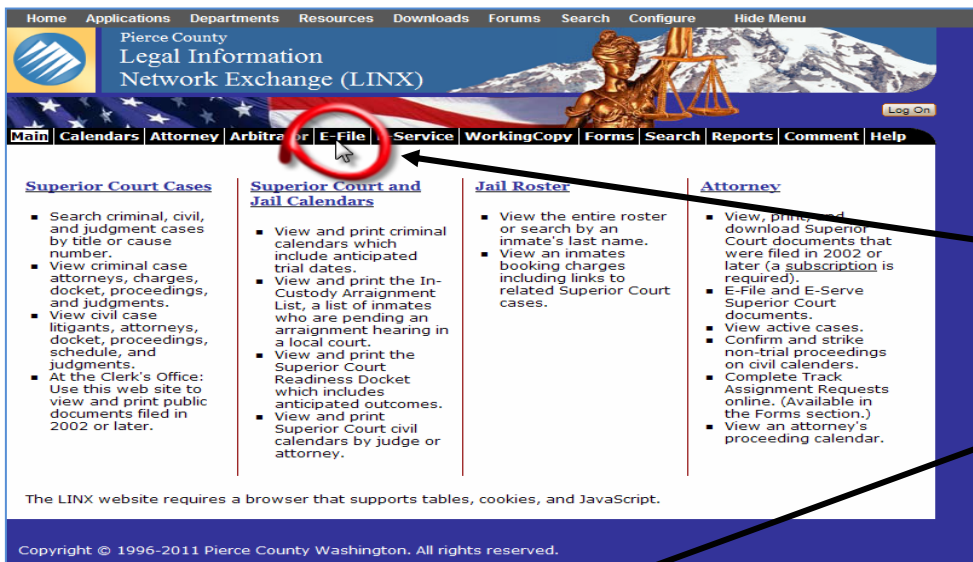 Home Applications Departments Resources Downloads Forums Search Configure Hide Menu
Pierce County
Legal Information
Network Exchange (LINX)
Log On
Main Calendars Attorney Arbitrator E-File E-Service WorkingCopy Forms Search Reports Comment Help
Superior Court Cases
▪ Search criminal, civil,
and judgment cases
by title or cause
number.
▪ View criminal case
attorneys, charges,
docket, proceedings,
and judgments.
▪ View civil case
litigants, attorneys,
docket, proceedings,
schedule, and
judgments.
▪ At the Clerk's Office:
Use this web site to
view and print public
documents filed in
2002 or later.
Superior Court and
Jail Calendars
▪ View and print criminal
calendars which
include anticipated
trial dates.
▪ View and print the In-
Custody Arraignment
List, a list of inmates
who are pending an
arraignment hearing in
a local court.
▪ View and print the
Superior Court
Readiness Docket
which includes
anticipated outcomes.
▪ View and print
Superior Court civil
calendars by judge or
attorney.
Jail Roster
▪ View the entire roster
or search by an
inmate's last name.
▪ View an inmates
booking charges
including links to
related Superior Court
cases.
Attorney
▪ View, print, and
download Superior
Court documents that
were filed in 2002 or
later (a subscription is
required).
▪ E-File and E-Serve
Superior Court
documents.
▪ View active cases.
▪ Confirm and strike
non-trial proceedings
on civil calenders.
▪ Complete Track
Assignment Requests
online. (Available in
the Forms section.)
▪ View an attorney's
proceeding calendar.
The LINX website requires a browser that supports tables, cookies, and JavaScript.
Copyright © 1996-2011 Pierce County Washington. All rights reserved.